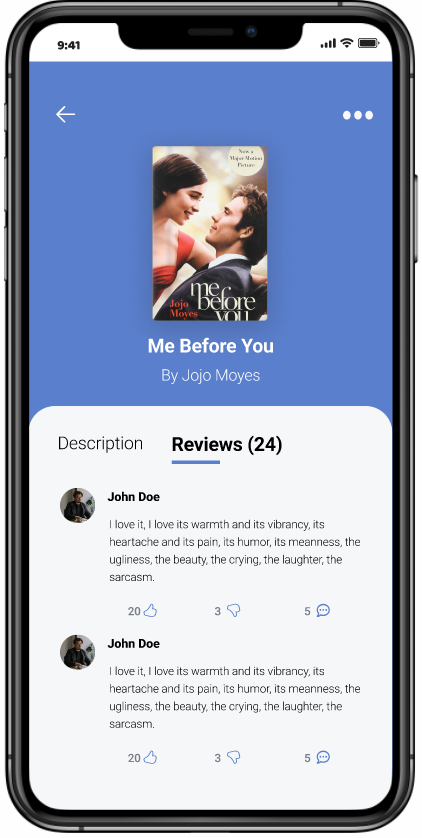 9:41
Now a
Major Motion
Picture
me
before
you
Jojo
Moyes
Me Before You
By Jojo Moyes
Description Reviews (24)
John Doe
I love it, I love its warmth and its vibrancy, its
heartache and its pain, its humor, its meanness, the
ugliness, the beauty, the crying, the laughter, the
sarcasm.
20 3 5
John Doe
I love it, I love its warmth and its vibrancy, its
heartache and its pain, its humor, its meanness, the
ugliness, the beauty, the crying, the laughter, the
sarcasm.
20 3 5